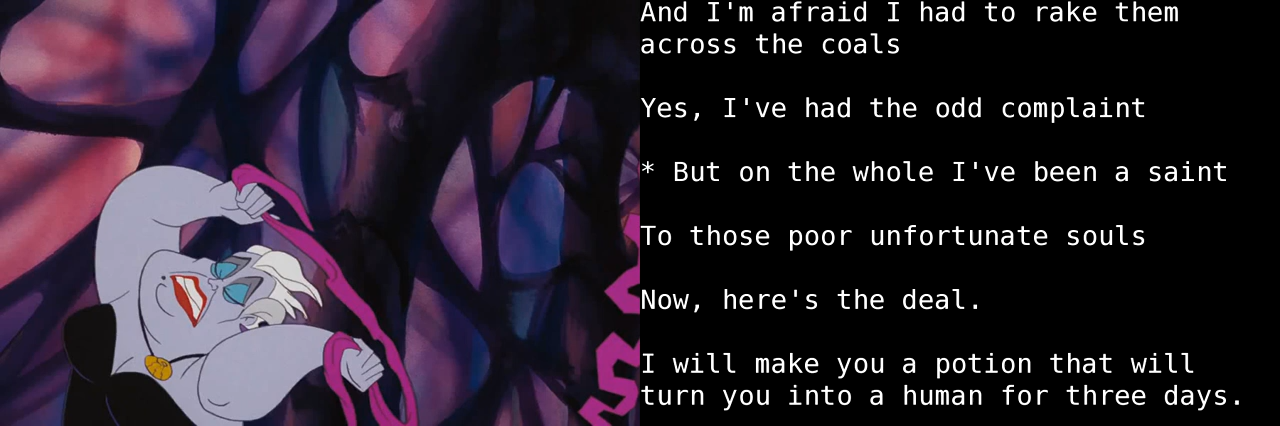 And I'm afraid I had to rake them
across the coals
Yes, I've had the odd complaint
* But on the whole I've been a saint
To those poor unfortunate souls
Now, here's the deal.
I will make you a potion that will
turn you into a human for three days.